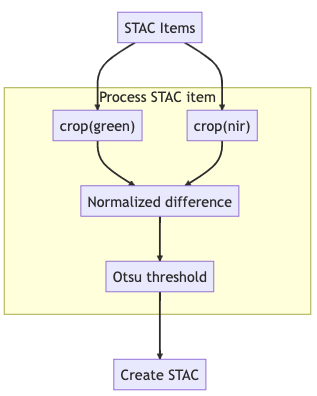 STAC Items
Process STAC item
crop(green)
crop(nir)
Normalized difference
Otsu threshold
Create STAC